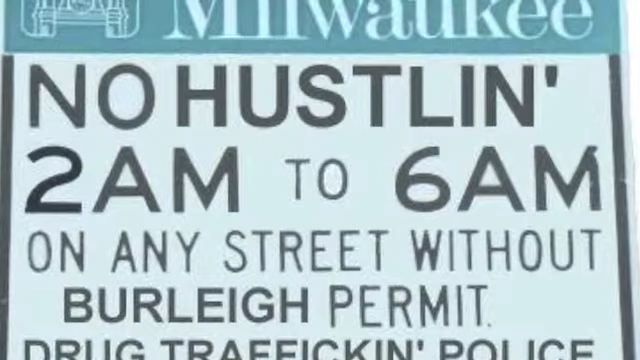 Milwaukee
NO HUSTLIN'
2AM TO 6AM
ON ANY STREET WITHOUT
BURLEIGH PERMIT.
DRUG TRAFFICKIN' POLICE